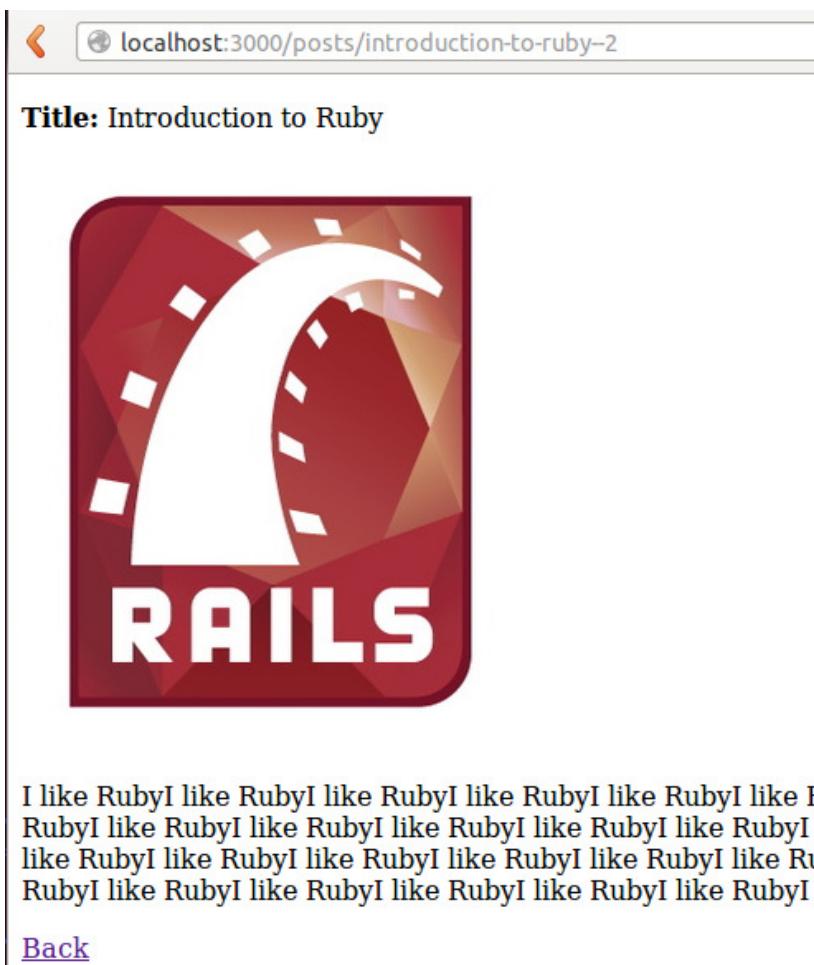 localhost:3000/posts/introduction-to-ruby--2
Title: Introduction to Ruby
RAILS
I like RubyI like RubyI like RubyI like RubyI like RubyI like
RubyI like RubyI like RubyI like RubyI like RubyI like RubyI
like RubyI like RubyI like RubyI like RubyI like RubyI like
RubyI like RubyI like RubyI like RubyI like RubyI like RubyI
Back